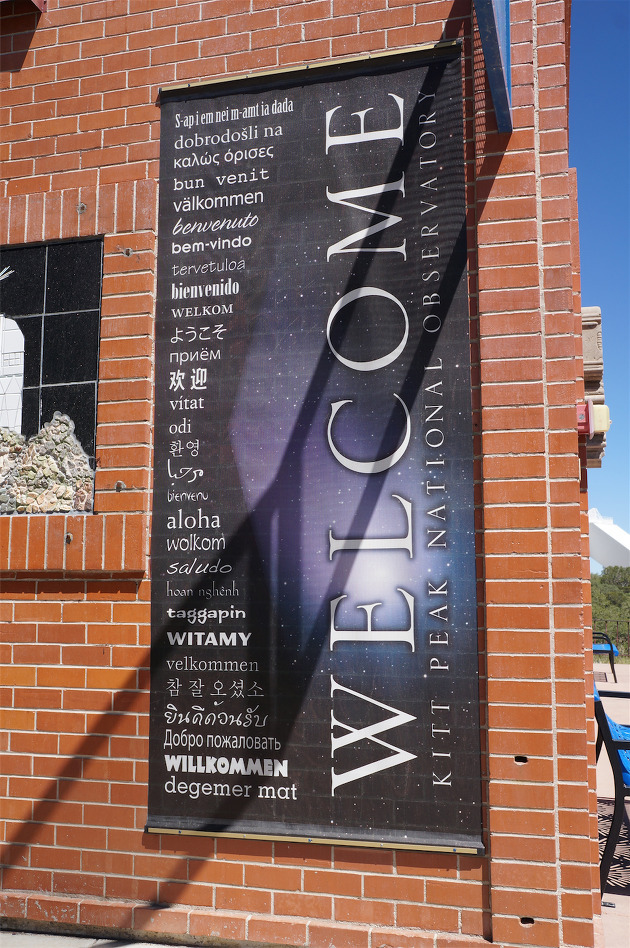 S-ap i em nei m-amt ia dada
dobrodošli na
καλώς όρισες
bun venit
välkommen
benvenuto
bem-vindo
tervetuloa
bienvenido
WELKOM
ようこそ
приём
欢迎
vítat
odi
환영
bienvenu
aloha
wolkom
saludo
hoan nghênh
taggapin
WITAMY
velkommen
참 잘 오셨소
ยินดีต้วนรับ
Добро пожаловать
WILLKOMMEN
degemer mat
WELCOME
KITT PEAK NATIONAL OBSERVATORY